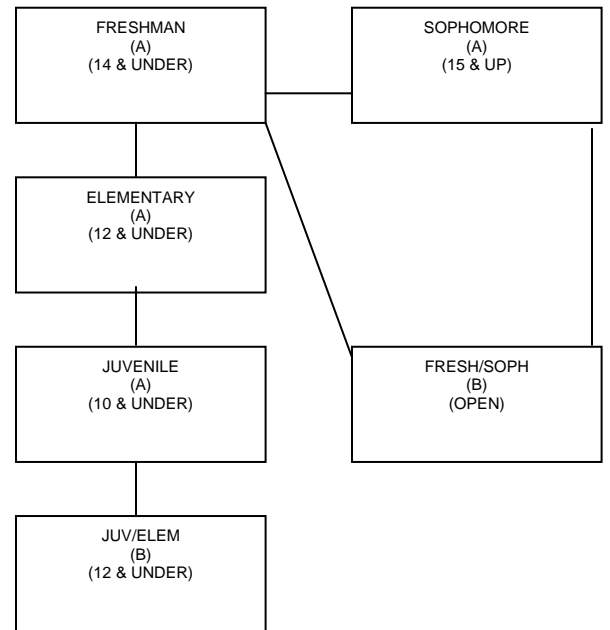 FRESHMAN
(A)
(14 & UNDER)
SOPHOMORE
(A)
(15 & UP)
ELEMENTARY
(A)
(12 & UNDER)
JUVENILE
(A)
(10 & UNDER)
FRESH/SOPH
(B)
(OPEN)
JUV/ELEM
(B)
(12 & UNDER)